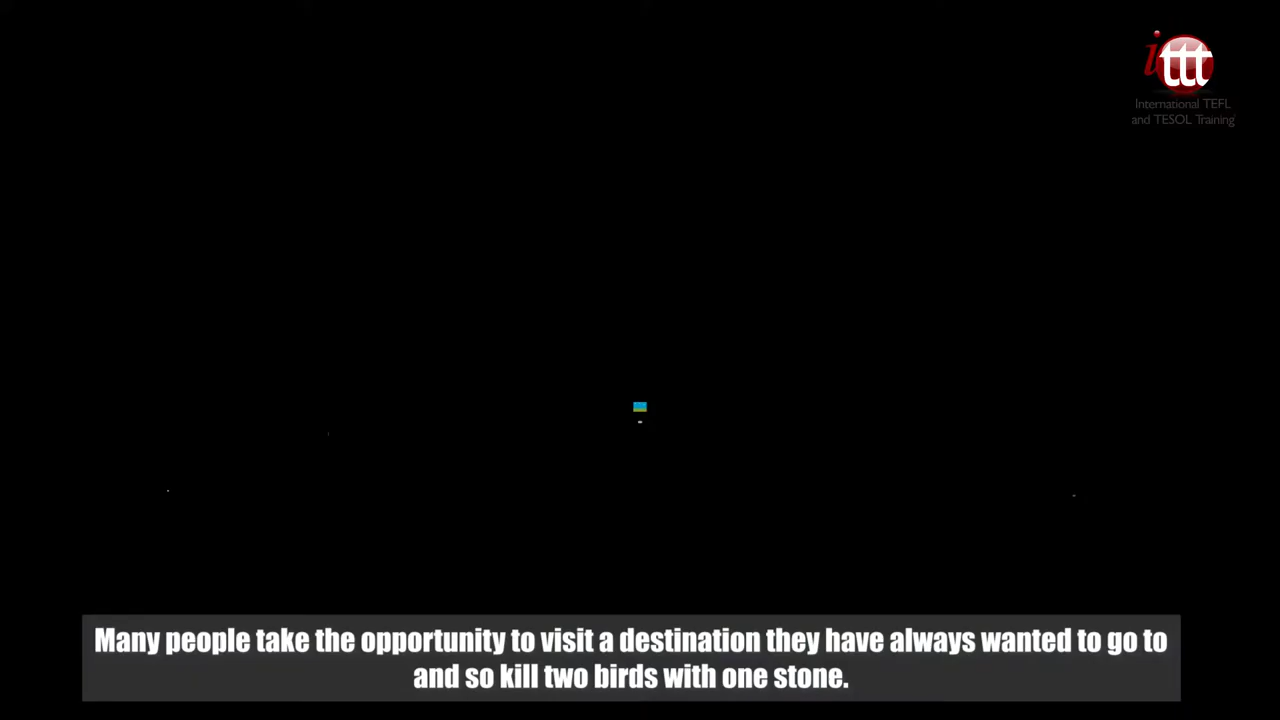 ittt
International TEFL
and TESOL Training
Many people take the opportunity to visit a destination they have always wanted to go to
and so kill two birds with one stone.